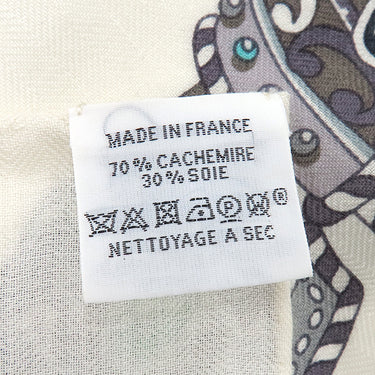 MADE IN FRANCE
70% CACHEMIRE
30% SOIE
®
NETTOYAGE A SEC